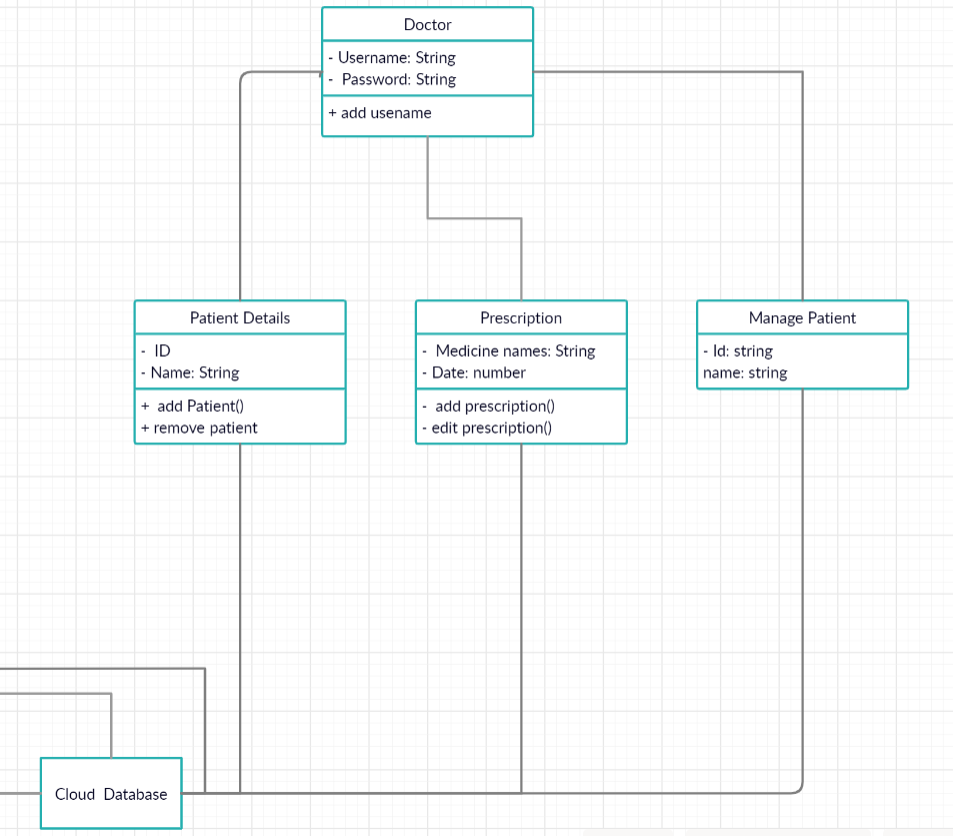 Doctor
- Username: String
- Password: String
+ add usename
Patient Details
- ID
- Name: String
+ add Patient()
+ remove patient
Prescription
- Medicine names: String
- Date: number
- add prescription()
- edit prescription()
Manage Patient
- Id: string
name: string
Cloud Database